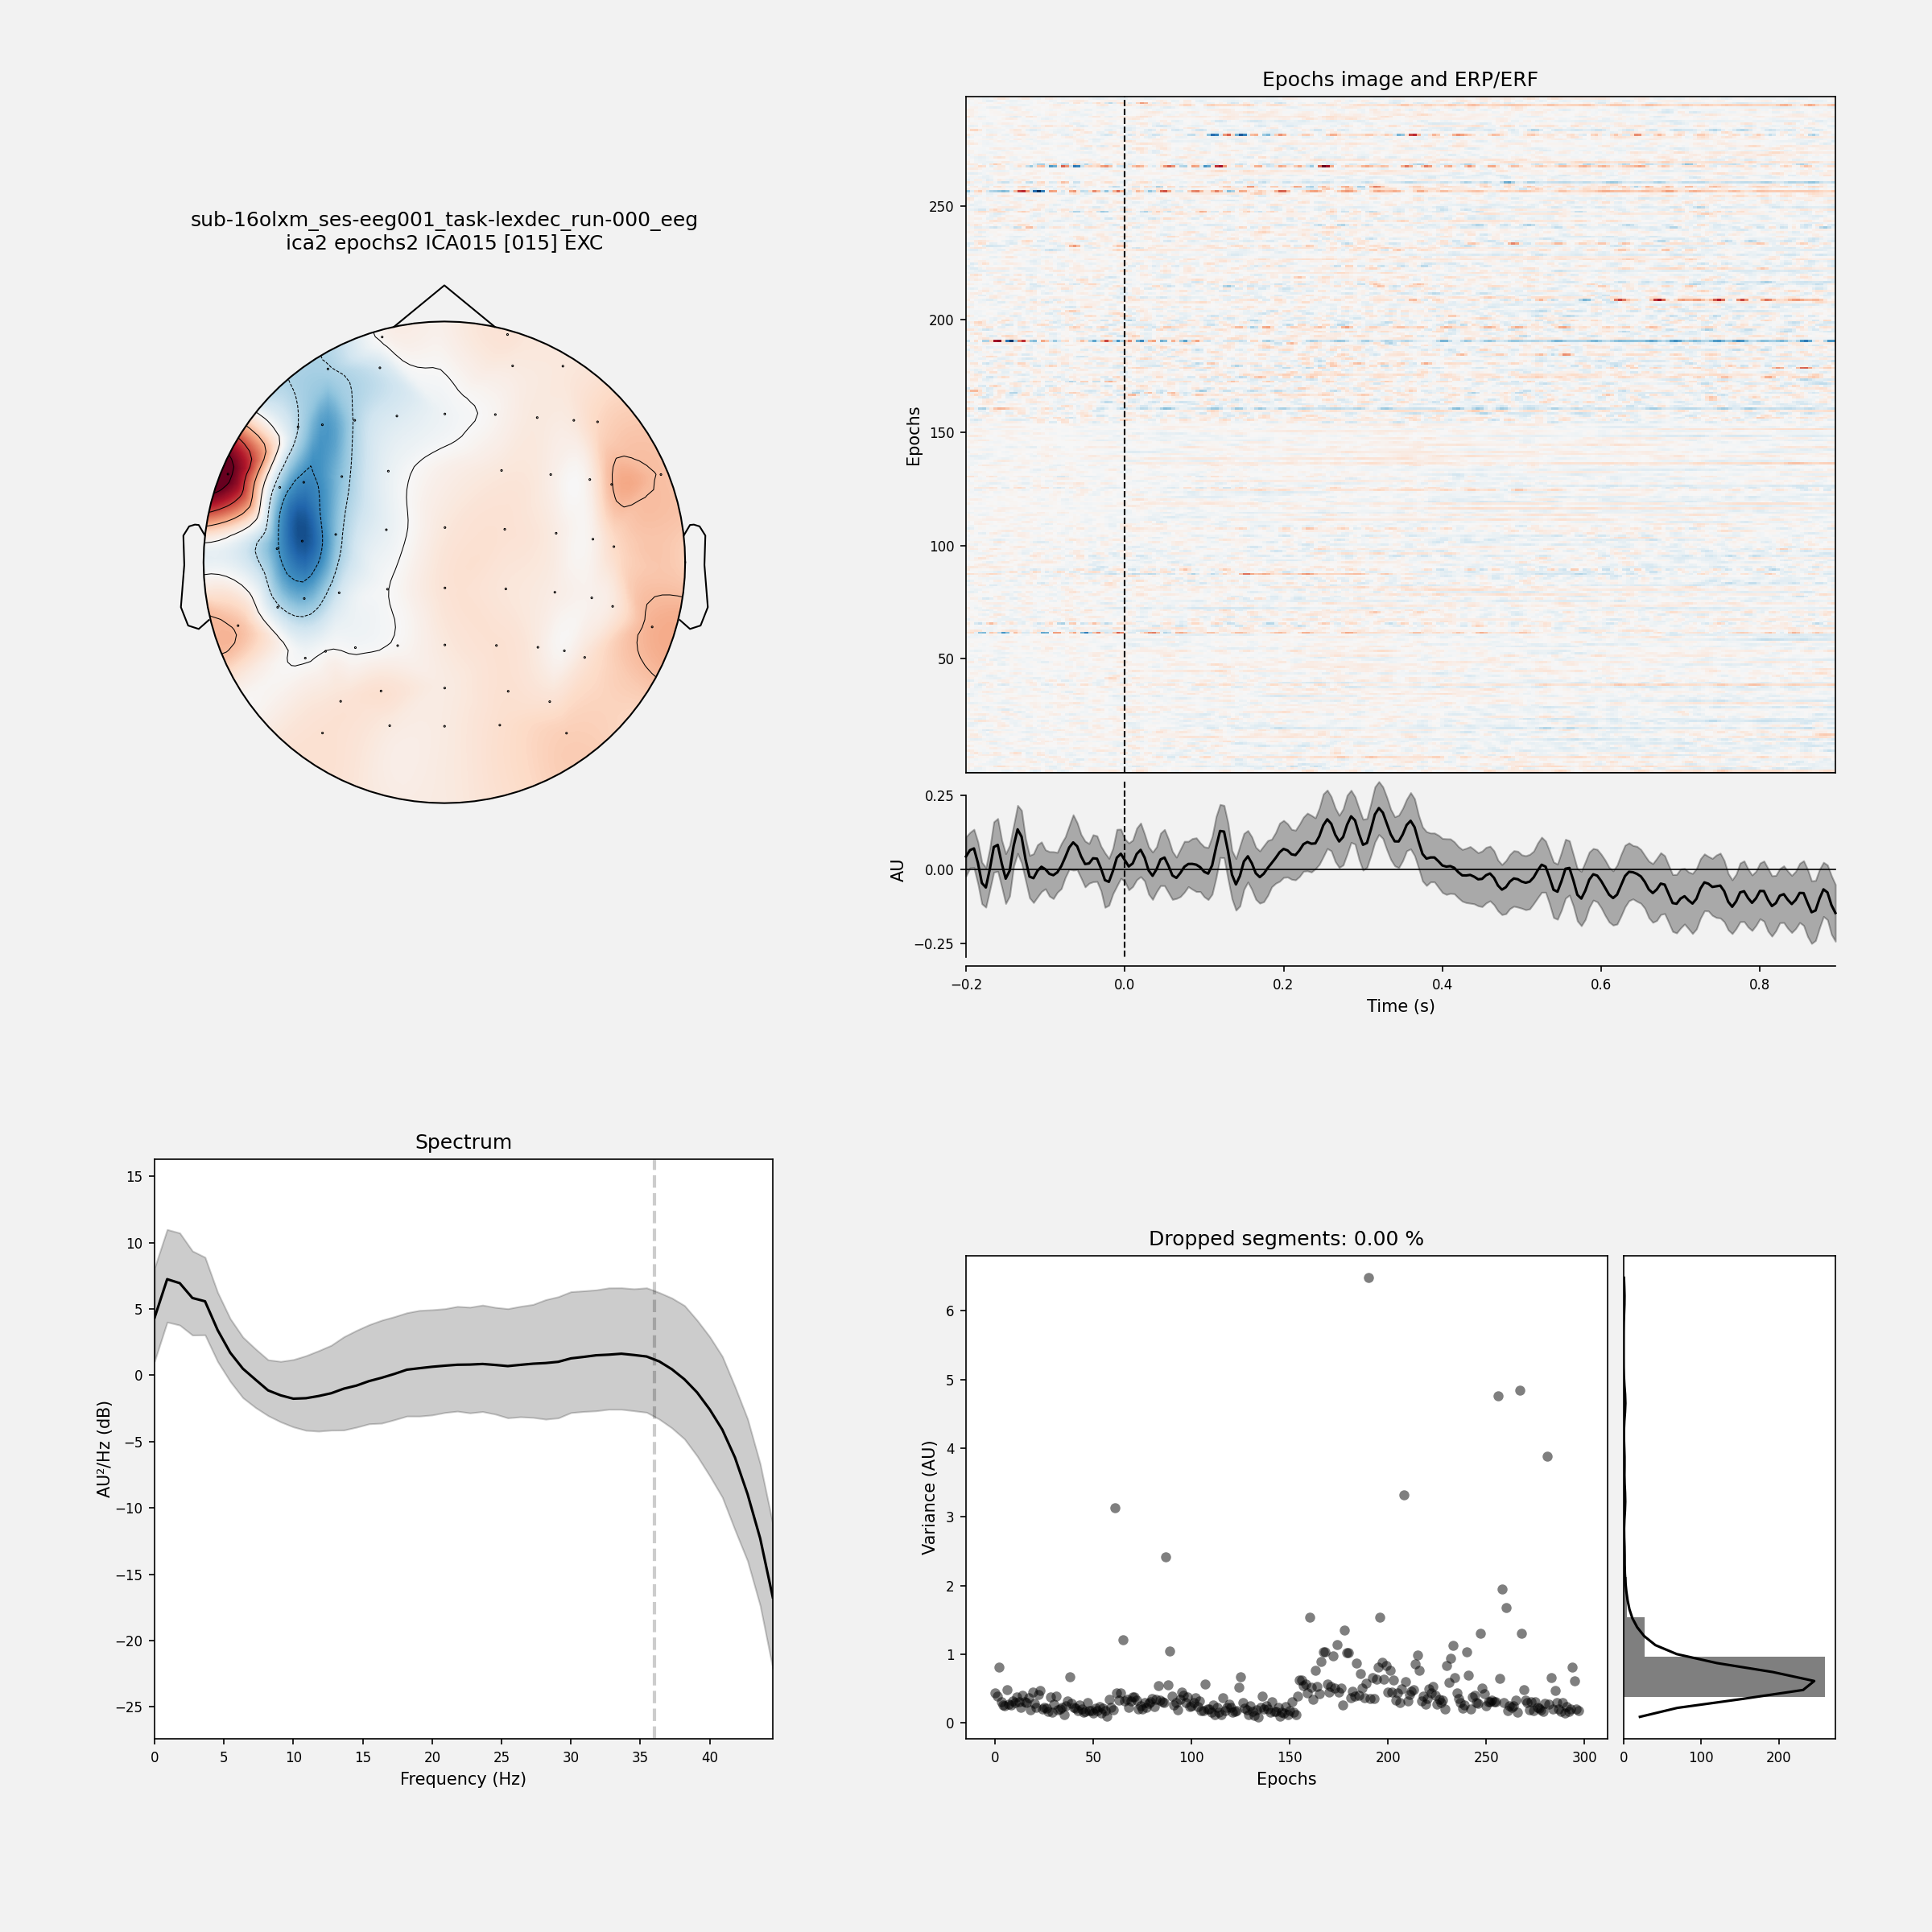 sub-16olxm_ses-eeg001_task-lexdec_run-000_eeg
ica2 epochs2 ICA015 [015] EXC
Epochs image and ERP/ERF
Epochs
250
200
150
100
50
AU
0.25
0.00
−0.25
−0.2 0.0 0.2 0.4 0.6 0.8
Time (s)
Spectrum
AU²/Hz (dB)
15
10
5
0
−5
−10
−15
−20
−25
0 5 10 15 20 25 30 35 40
Frequency (Hz)
Dropped segments: 0.00 %
Variance (AU)
6
5
4
3
2
1
0
0 50 100 150 200 250 300
Epochs
0 100 200